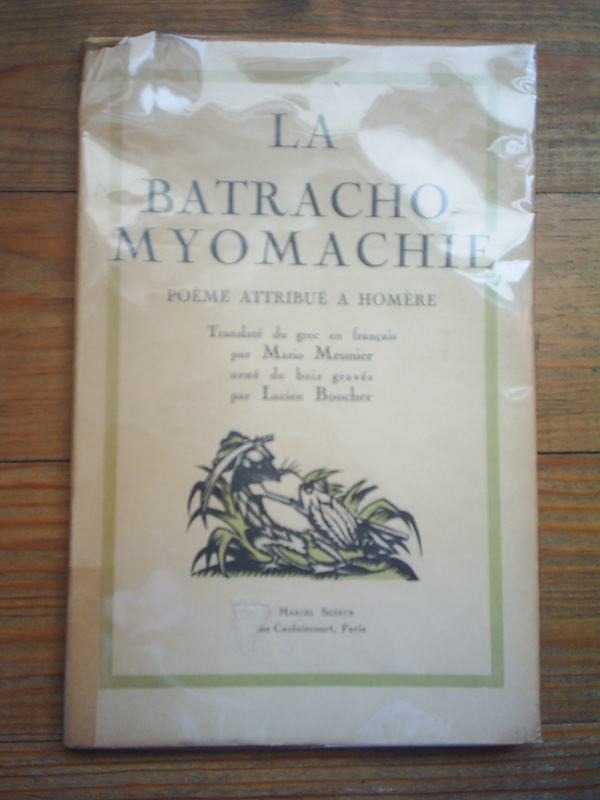 LA
BATRACHO-
MYOMACHIE
POÈME ATTRIBUÉ A HOMÈRE
Translaté du grec en français
par Mario Meunier
orné de bois gravés
par Lucien Boucher
MARCEL SEHEUR
Caulaincourt, Paris